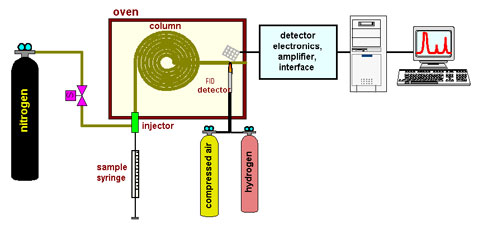 oven
column
FID
detector
detector
electronics,
amplifier,
interface
nitrogen
injector
sample
syringe
compressed air
hydrogen